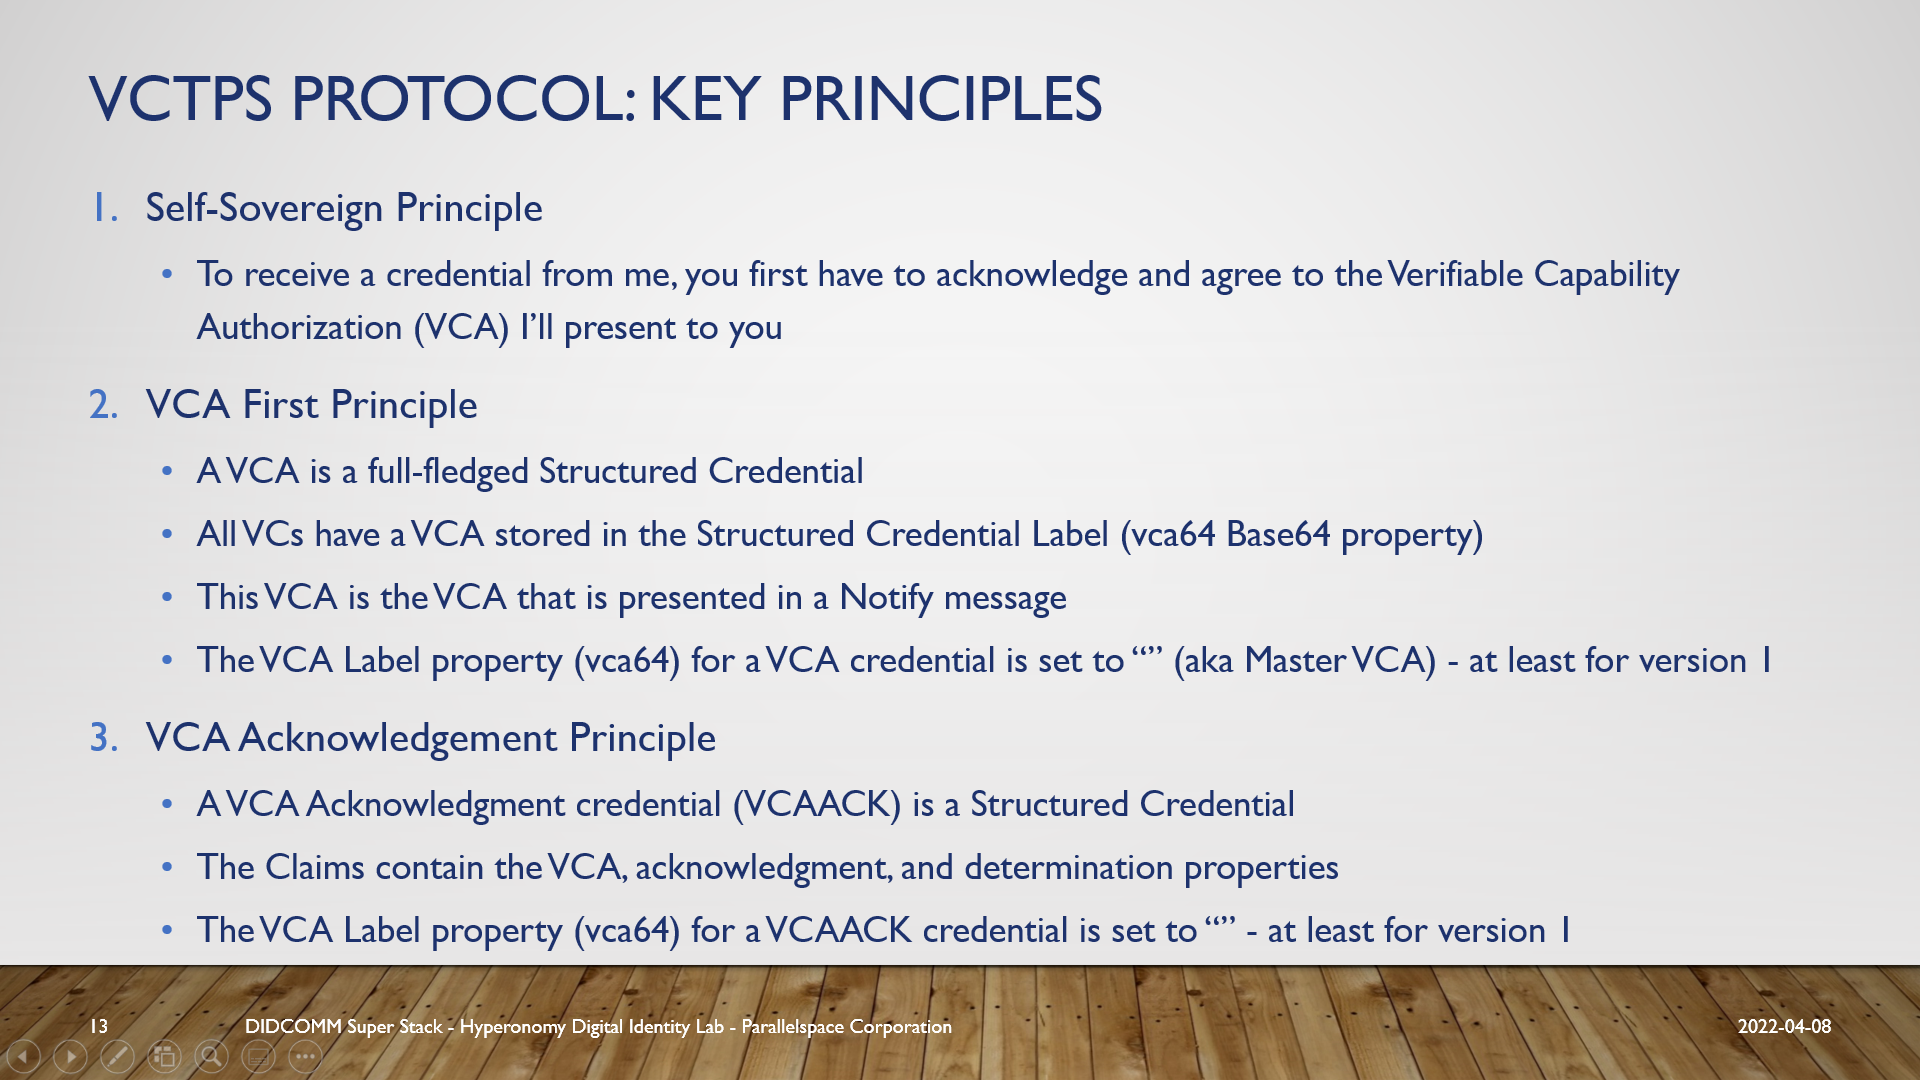 VCTPS PROTOCOL: KEY PRINCIPLES
1. Self-Sovereign Principle
• To receive a credential from me, you first have to acknowledge and agree to the Verifiable Capability
Authorization (VCA) I’ll present to you
2. VCA First Principle
• A VCA is a full-fledged Structured Credential
• All VCs have a VCA stored in the Structured Credential Label (vca64 Base64 property)
• This VCA is the VCA that is presented in a Notify message
• The VCA Label property (vca64) for a VCA credential is set to “” (aka Master VCA) - at least for version 1
3. VCA Acknowledgement Principle
• A VCA Acknowledgment credential (VCAACK) is a Structured Credential
• The Claims contain the VCA, acknowledgment, and determination properties
• The VCA Label property (vca64) for a VCAACK credential is set to “” - at least for version 1
13 DIDCOMM Super Stack - Hyperonomy Digital Identity Lab - Parallelspace Corporation 2022-04-08